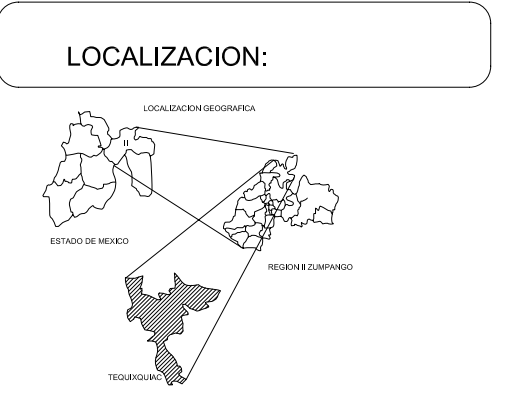 LOCALIZACION:
LOCALIZACION GEOGRAFICA
II
ESTADO DE MEXICO
REGION II ZUMPANGO
TEQUIXQUIAC